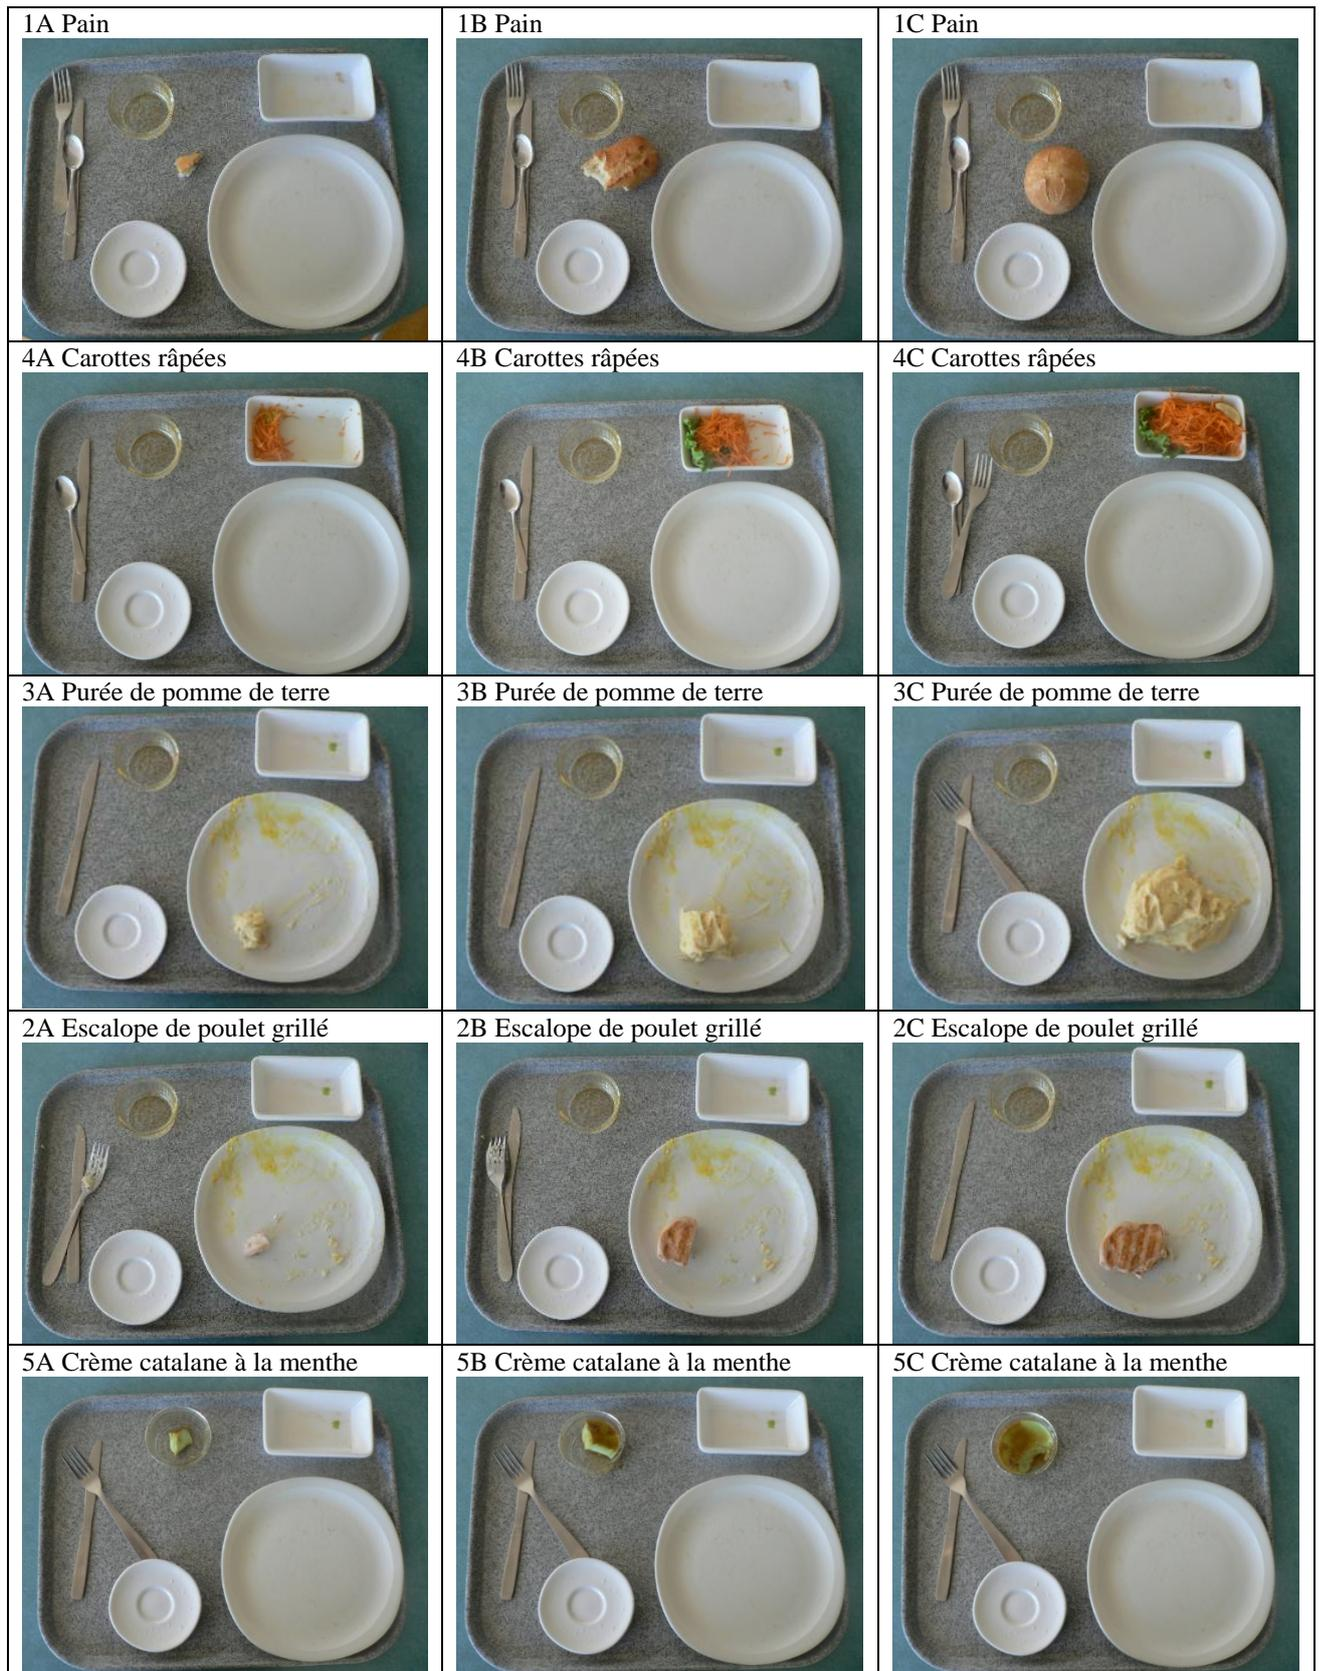 1A Pain
1B Pain
1C Pain
4A Carottes râpées
4B Carottes râpées
4C Carottes râpées
3A Purée de pomme de terre
3B Purée de pomme de terre
3C Purée de pomme de terre
2A Escalope de poulet grillé
2B Escalope de poulet grillé
2C Escalope de poulet grillé
5A Crème catalane à la menthe
5B Crème catalane à la menthe
5C Crème catalane à la menthe